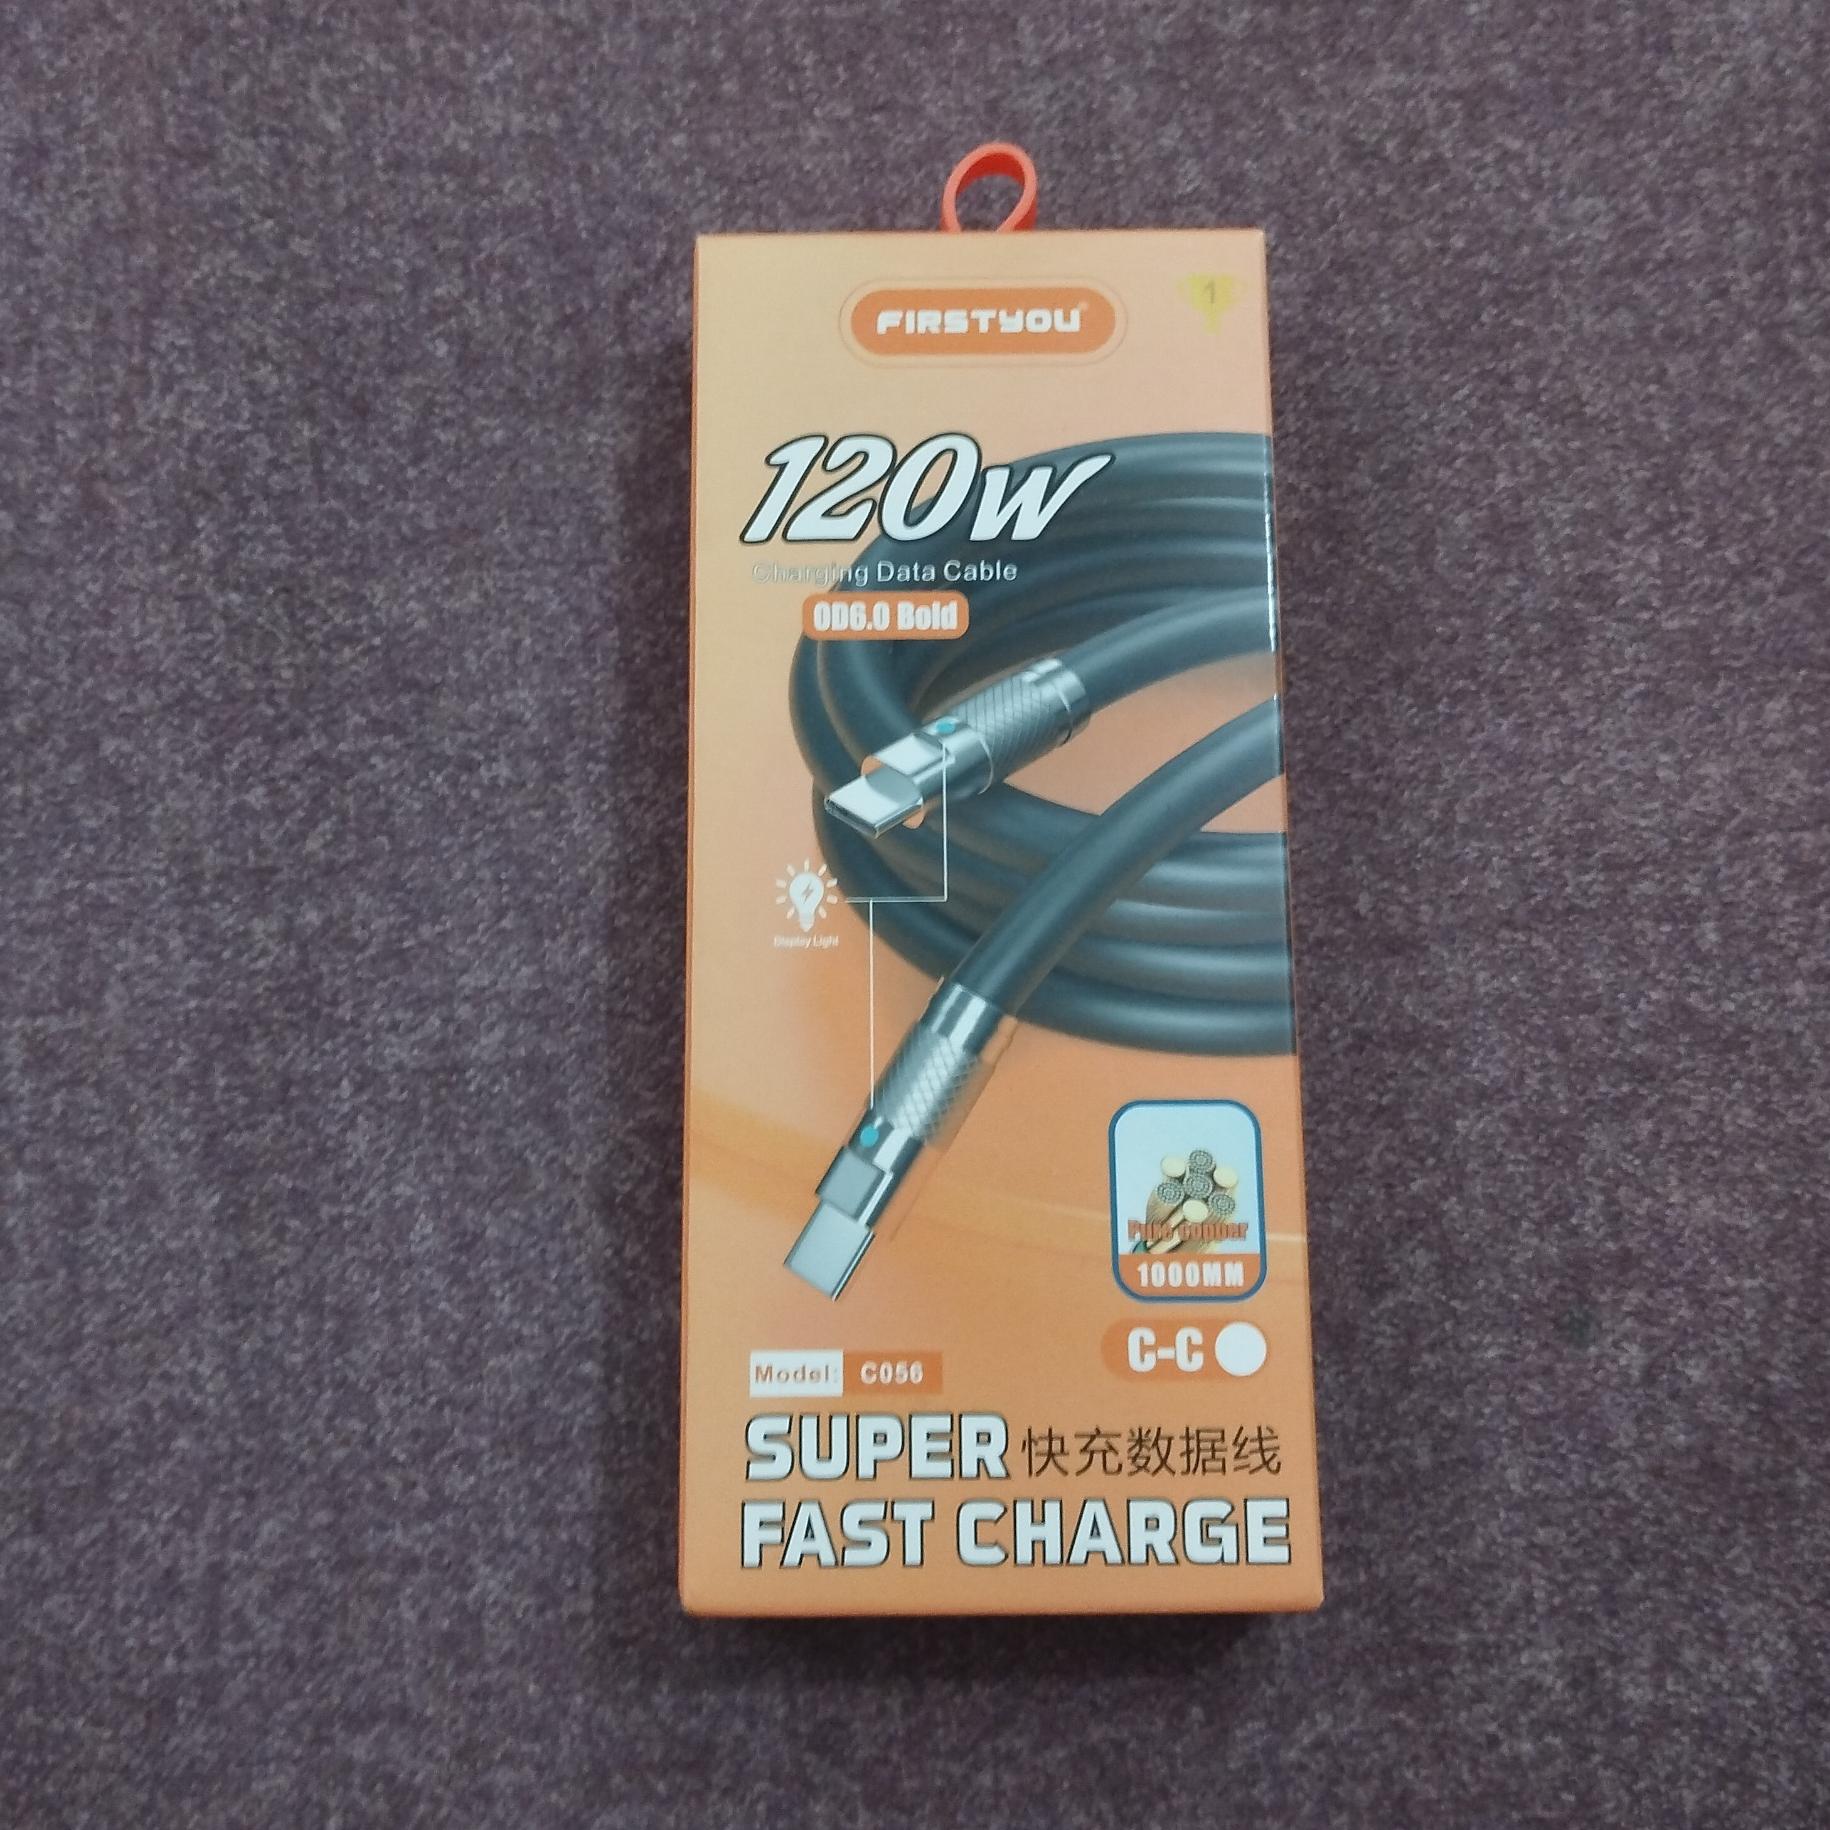 FIRSTYOU®
1
120W
Charging Data Cable
OD6.0 Bold
Display Light
Pure copper
1000MM
C-C
Model: C056
SUPER 快充数据线
FAST CHARGE